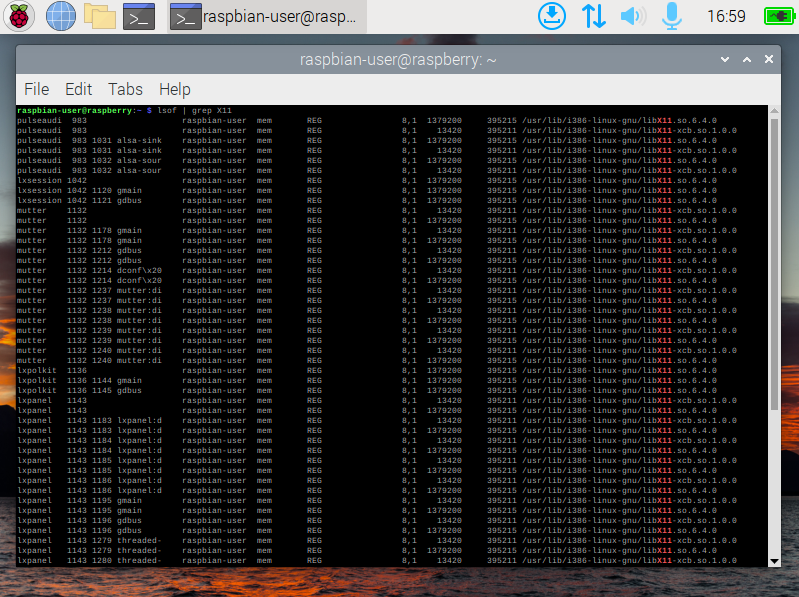 raspbian-user@rasp...
16:59
raspbian-user@raspberry: ~
File Edit Tabs Help
raspbian-user@raspberry:~ $ lsof | grep X11
pulseaudi 983 raspbian-user mem REG 8,1 1379200 395215 /usr/lib/i386-linux-gnu/libX11.so.6.4.0
pulseaudi 983 raspbian-user mem REG 8,1 13420 395211 /usr/lib/i386-linux-gnu/libX11-xcb.so.1.0.0
pulseaudi 983 1031 alsa-sink raspbian-user mem REG 8,1 1379200 395215 /usr/lib/i386-linux-gnu/libX11.so.6.4.0
pulseaudi 983 1031 alsa-sink raspbian-user mem REG 8,1 13420 395211 /usr/lib/i386-linux-gnu/libX11-xcb.so.1.0.0
pulseaudi 983 1032 alsa-sour raspbian-user mem REG 8,1 1379200 395215 /usr/lib/i386-linux-gnu/libX11.so.6.4.0
pulseaudi 983 1032 alsa-sour raspbian-user mem REG 8,1 13420 395211 /usr/lib/i386-linux-gnu/libX11-xcb.so.1.0.0
lxsession 1042 raspbian-user mem REG 8,1 1379200 395215 /usr/lib/i386-linux-gnu/libX11.so.6.4.0
lxsession 1042 1120 gmain raspbian-user mem REG 8,1 1379200 395215 /usr/lib/i386-linux-gnu/libX11.so.6.4.0
lxsession 1042 1121 gdbus raspbian-user mem REG 8,1 1379200 395215 /usr/lib/i386-linux-gnu/libX11.so.6.4.0
mutter 1132 raspbian-user mem REG 8,1 13420 395211 /usr/lib/i386-linux-gnu/libX11-xcb.so.1.0.0
mutter 1132 raspbian-user mem REG 8,1 1379200 395215 /usr/lib/i386-linux-gnu/libX11.so.6.4.0
mutter 1132 1178 gmain raspbian-user mem REG 8,1 13420 395211 /usr/lib/i386-linux-gnu/libX11-xcb.so.1.0.0
mutter 1132 1178 gmain raspbian-user mem REG 8,1 1379200 395215 /usr/lib/i386-linux-gnu/libX11.so.6.4.0
mutter 1132 1212 gdbus raspbian-user mem REG 8,1 13420 395211 /usr/lib/i386-linux-gnu/libX11-xcb.so.1.0.0
mutter 1132 1212 gdbus raspbian-user mem REG 8,1 1379200 395215 /usr/lib/i386-linux-gnu/libX11.so.6.4.0
mutter 1132 1214 dconf\x20 raspbian-user mem REG 8,1 13420 395211 /usr/lib/i386-linux-gnu/libX11-xcb.so.1.0.0
mutter 1132 1214 dconf\x20 raspbian-user mem REG 8,1 1379200 395215 /usr/lib/i386-linux-gnu/libX11.so.6.4.0
mutter 1132 1237 mutter:di raspbian-user mem REG 8,1 13420 395211 /usr/lib/i386-linux-gnu/libX11-xcb.so.1.0.0
mutter 1132 1237 mutter:di raspbian-user mem REG 8,1 1379200 395215 /usr/lib/i386-linux-gnu/libX11.so.6.4.0
mutter 1132 1238 mutter:di raspbian-user mem REG 8,1 13420 395211 /usr/lib/i386-linux-gnu/libX11-xcb.so.1.0.0
mutter 1132 1238 mutter:di raspbian-user mem REG 8,1 1379200 395215 /usr/lib/i386-linux-gnu/libX11.so.6.4.0
mutter 1132 1239 mutter:di raspbian-user mem REG 8,1 13420 395211 /usr/lib/i386-linux-gnu/libX11-xcb.so.1.0.0
mutter 1132 1239 mutter:di raspbian-user mem REG 8,1 1379200 395215 /usr/lib/i386-linux-gnu/libX11.so.6.4.0
mutter 1132 1240 mutter:di raspbian-user mem REG 8,1 13420 395211 /usr/lib/i386-linux-gnu/libX11-xcb.so.1.0.0
mutter 1132 1240 mutter:di raspbian-user mem REG 8,1 1379200 395215 /usr/lib/i386-linux-gnu/libX11.so.6.4.0
lxpolkit 1136 raspbian-user mem REG 8,1 1379200 395215 /usr/lib/i386-linux-gnu/libX11.so.6.4.0
lxpolkit 1136 1144 gmain raspbian-user mem REG 8,1 1379200 395215 /usr/lib/i386-linux-gnu/libX11.so.6.4.0
lxpolkit 1136 1145 gdbus raspbian-user mem REG 8,1 1379200 395215 /usr/lib/i386-linux-gnu/libX11.so.6.4.0
lxpanel 1143 raspbian-user mem REG 8,1 13420 395211 /usr/lib/i386-linux-gnu/libX11-xcb.so.1.0.0
lxpanel 1143 raspbian-user mem REG 8,1 1379200 395215 /usr/lib/i386-linux-gnu/libX11.so.6.4.0
lxpanel 1143 1183 lxpanel:d raspbian-user mem REG 8,1 13420 395211 /usr/lib/i386-linux-gnu/libX11-xcb.so.1.0.0
lxpanel 1143 1183 lxpanel:d raspbian-user mem REG 8,1 1379200 395215 /usr/lib/i386-linux-gnu/libX11.so.6.4.0
lxpanel 1143 1184 lxpanel:d raspbian-user mem REG 8,1 13420 395211 /usr/lib/i386-linux-gnu/libX11-xcb.so.1.0.0
lxpanel 1143 1184 lxpanel:d raspbian-user mem REG 8,1 1379200 395215 /usr/lib/i386-linux-gnu/libX11.so.6.4.0
lxpanel 1143 1185 lxpanel:d raspbian-user mem REG 8,1 13420 395211 /usr/lib/i386-linux-gnu/libX11-xcb.so.1.0.0
lxpanel 1143 1185 lxpanel:d raspbian-user mem REG 8,1 1379200 395215 /usr/lib/i386-linux-gnu/libX11.so.6.4.0
lxpanel 1143 1186 lxpanel:d raspbian-user mem REG 8,1 13420 395211 /usr/lib/i386-linux-gnu/libX11-xcb.so.1.0.0
lxpanel 1143 1186 lxpanel:d raspbian-user mem REG 8,1 1379200 395215 /usr/lib/i386-linux-gnu/libX11.so.6.4.0
lxpanel 1143 1195 gmain raspbian-user mem REG 8,1 13420 395211 /usr/lib/i386-linux-gnu/libX11-xcb.so.1.0.0
lxpanel 1143 1195 gmain raspbian-user mem REG 8,1 1379200 395215 /usr/lib/i386-linux-gnu/libX11.so.6.4.0
lxpanel 1143 1196 gdbus raspbian-user mem REG 8,1 13420 395211 /usr/lib/i386-linux-gnu/libX11-xcb.so.1.0.0
lxpanel 1143 1196 gdbus raspbian-user mem REG 8,1 1379200 395215 /usr/lib/i386-linux-gnu/libX11.so.6.4.0
lxpanel 1143 1279 threaded- raspbian-user mem REG 8,1 13420 395211 /usr/lib/i386-linux-gnu/libX11-xcb.so.1.0.0
lxpanel 1143 1279 threaded- raspbian-user mem REG 8,1 1379200 395215 /usr/lib/i386-linux-gnu/libX11.so.6.4.0
lxpanel 1143 1280 threaded- raspbian-user mem REG 8,1 13420 395211 /usr/lib/i386-linux-gnu/libX11-xcb.so.1.0.0